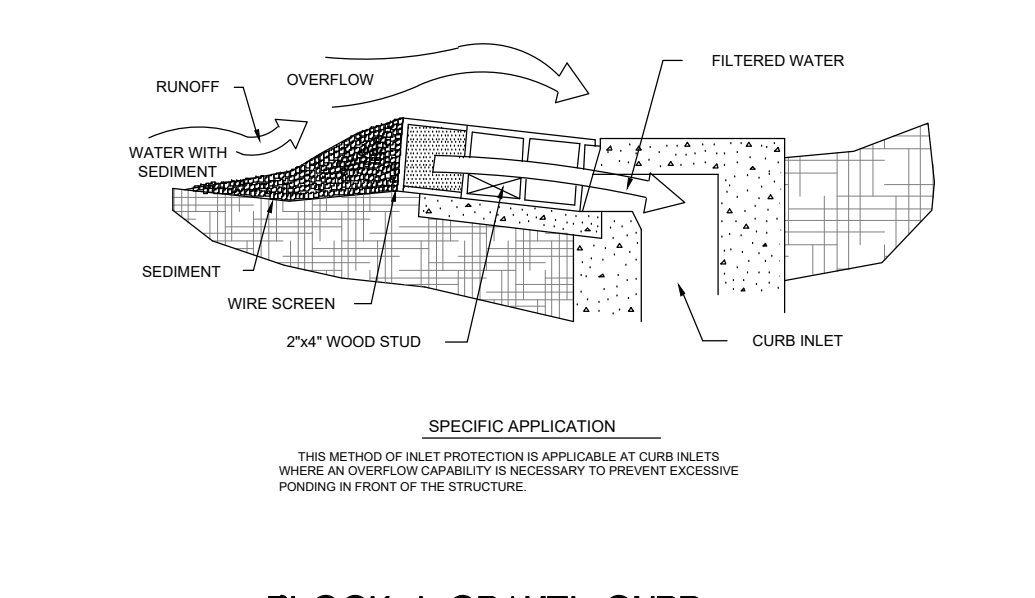 OVERFLOW
FILTERED WATER
RUNOFF
WATER WITH
SEDIMENT
SEDIMENT
WIRE SCREEN
2"x4" WOOD STUD
CURB INLET
SPECIFIC APPLICATION
THIS METHOD OF INLET PROTECTION IS APPLICABLE AT CURB INLETS
WHERE AN OVERFLOW CAPABILITY IS NECESSARY TO PREVENT EXCESSIVE
PONDING IN FRONT OF THE STRUCTURE.